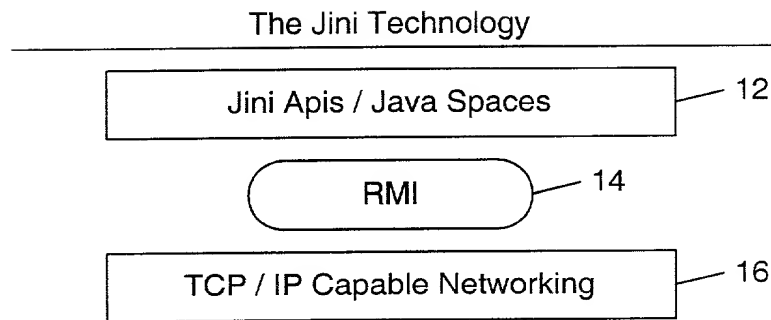 The Jini Technology
Jini Apis / Java Spaces
12
RMI
14
TCP / IP Capable Networking
16